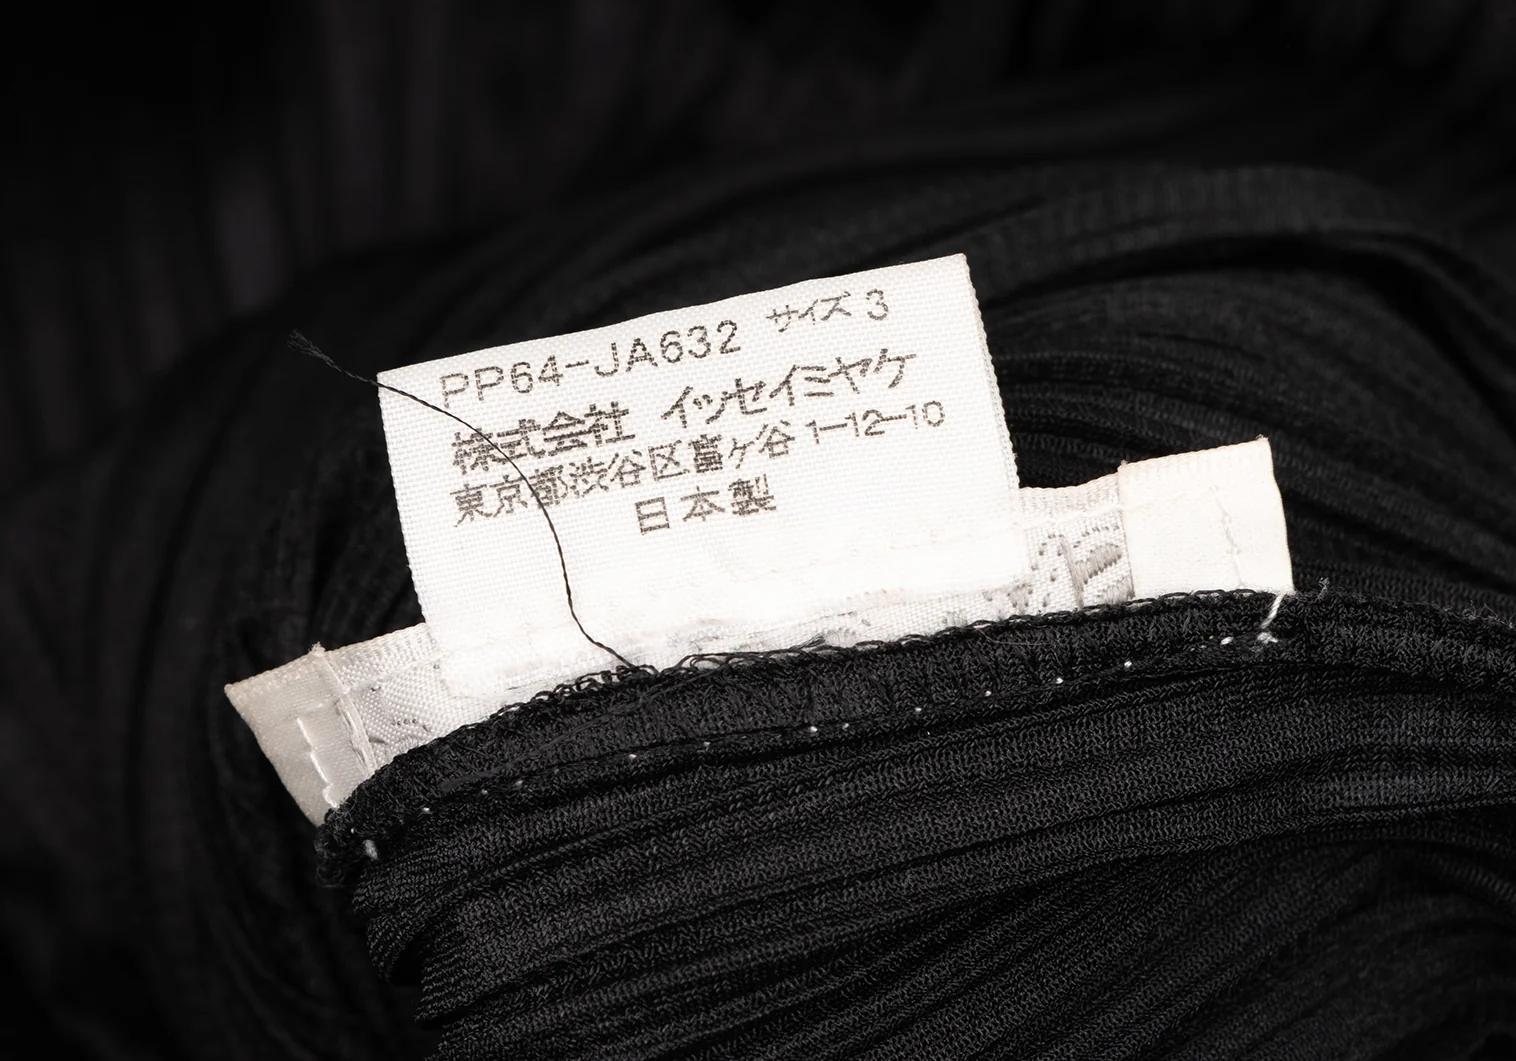 PP64-JA632 サイズ 3
株式会社 イッセイミヤケ
東京都渋谷区富ヶ谷 1-12-10
日本製